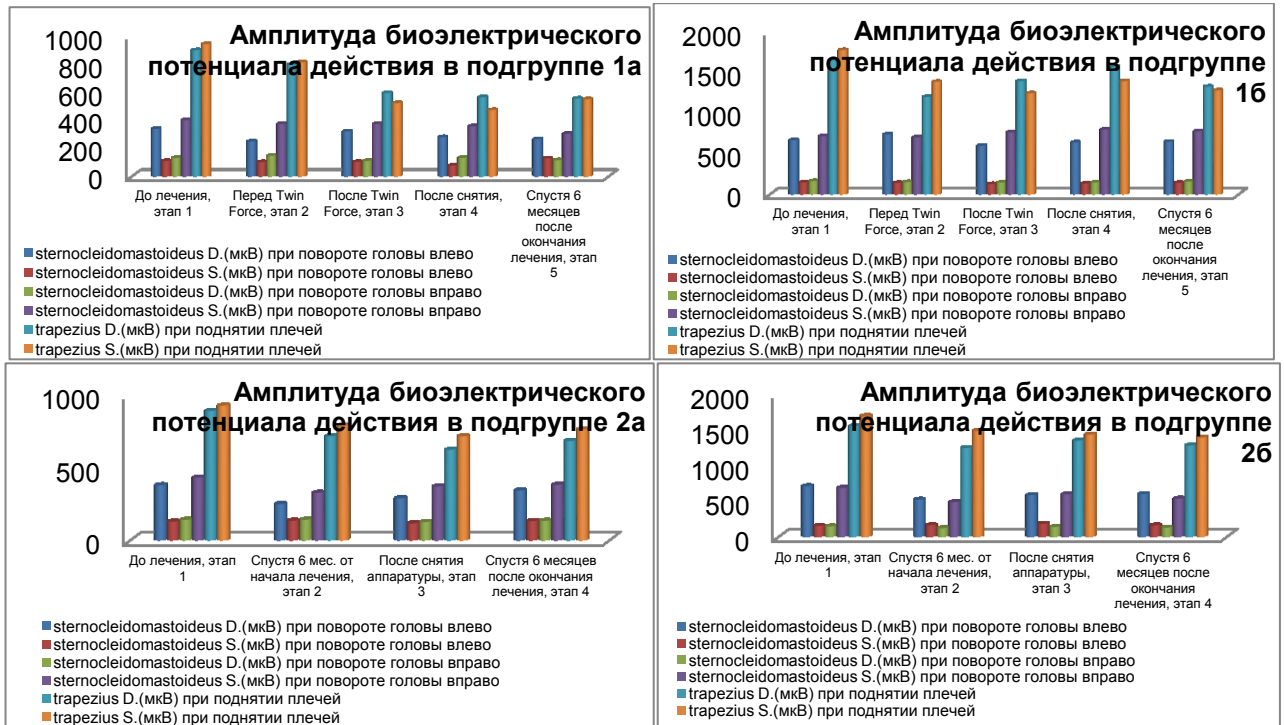 Амплитуда биоэлектрического
потенциала действия в подгруппе 1а
1000
800
600
400
200
0
До лечения,
этап 1
Перед Twin
Force, этап 2
После Twin
Force, этап 3
После снятия,
этап 4
Спустя 6
месяцев
после
окончания
лечения, этап
5
sternocleidomastoideus D.(мкВ) при повороте головы влево
sternocleidomastoideus S.(мкВ) при повороте головы влево
sternocleidomastoideus D.(мкВ) при повороте головы вправо
sternocleidomastoideus S.(мкВ) при повороте головы вправо
trapezius D.(мкВ) при поднятии плечей
trapezius S.(мкВ) при поднятии плечей
Амплитуда биоэлектрического
потенциала действия в подгруппе
1б
2000
1500
1000
500
0
До лечения,
этап 1
Перед Twin
Force, этап 2
После Twin
Force, этап 3
После снятия,
этап 4
Спустя 6
месяцев
после
окончания
лечения, этап
5
sternocleidomastoideus D.(мкВ) при повороте головы влево
sternocleidomastoideus S.(мкВ) при повороте головы влево
sternocleidomastoideus D.(мкВ) при повороте головы вправо
sternocleidomastoideus S.(мкВ) при повороте головы вправо
trapezius D.(мкВ) при поднятии плечей
trapezius S.(мкВ) при поднятии плечей
Амплитуда биоэлектрического
потенциала действия в подгруппе 2а
1000
500
0
До лечения, этап
1
Спустя 6 мес. от
начала лечения,
этап 2
После снятия
аппаратуры, этап
3
Спустя 6 месяцев
после окончания
лечения, этап 4
sternocleidomastoideus D.(мкВ) при повороте головы влево
sternocleidomastoideus S.(мкВ) при повороте головы влево
sternocleidomastoideus D.(мкВ) при повороте головы вправо
sternocleidomastoideus S.(мкВ) при повороте головы вправо
trapezius D.(мкВ) при поднятии плечей
trapezius S.(мкВ) при поднятии плечей
Амплитуда биоэлектрического
потенциала действия в подгруппе
2б
2000
1500
1000
500
0
До лечения, этап
1
Спустя 6 мес. от
начала лечения,
этап 2
После снятия
аппаратуры, этап
3
Спустя 6
месяцев после
окончания
лечения, этап 4
sternocleidomastoideus D.(мкВ) при повороте головы влево
sternocleidomastoideus S.(мкВ) при повороте головы влево
sternocleidomastoideus D.(мкВ) при повороте головы вправо
sternocleidomastoideus S.(мкВ) при повороте головы вправо
trapezius D.(мкВ) при поднятии плечей
trapezius S.(мкВ) при поднятии плечей